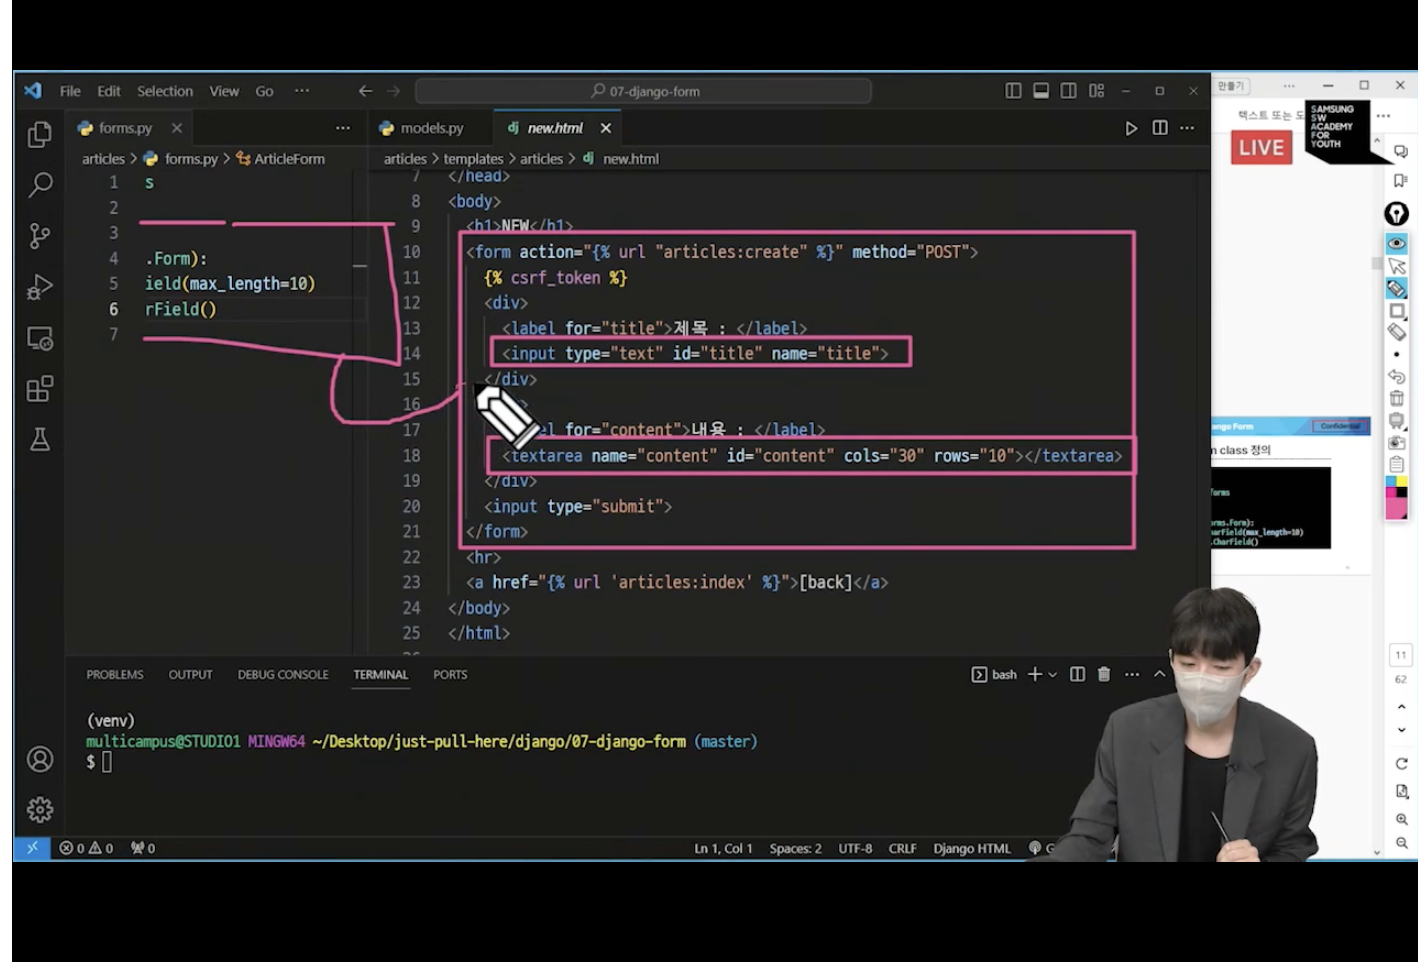 File Edit Selection View Go ··· 07-django-form
만들기
텍스트 또는
SAMSUNG
SW
ACADEMY
FOR
YOUTH
LIVE
forms.py
articles > forms.py > ArticleForm
1 s
2
3
4 .Form):
5 ield(max_length=10)
6 rField()
7
models.py new.html
articles > templates > articles > new.html
7 </head>
8 <body>
9 <h1>NEW</h1>
10 <form action="{% url "articles:create" %}" method="POST">
11 {% csrf_token %}
12 <div>
13 <label for="title">제목 : </label>
14 <input type="text" id="title" name="title">
15 </div>
16
17 el for="content">내용 : </label>
18 <textarea name="content" id="content" cols="30" rows="10"></textarea>
19 </div>
20 <input type="submit">
21 </form>
22 <hr>
23 <a href="{% url 'articles:index' %}">[back]</a>
24 </body>
25 </html>
ango Form Confidential
n class 정의
forms
orms.Form):
arField(max_length=10)
.CharField()
11
62
PROBLEMS OUTPUT DEBUG CONSOLE TERMINAL PORTS
bash
(venv)
multicampus@STUDIO1 MINGW64 ~/Desktop/just-pull-here/django/07-django-form (master)
$
0 0 0
Ln 1, Col 1 Spaces: 2 UTF-8 CRLF Django HTML G